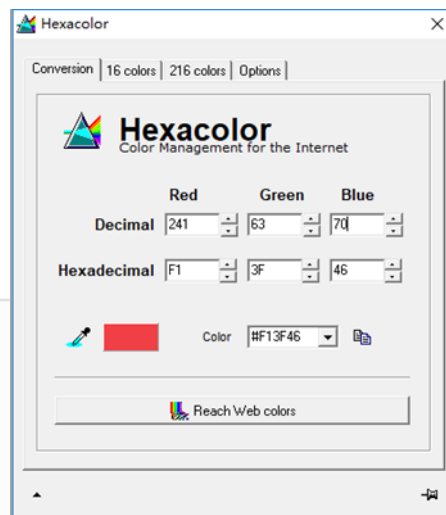 Hexacolor
Conversion 16 colors 216 colors Options
Hexacolor
Color Management for the Internet
Red Green Blue
Decimal 241 63 70
Hexadecimal F1 3F 46
Color #F13F46
Reach Web colors